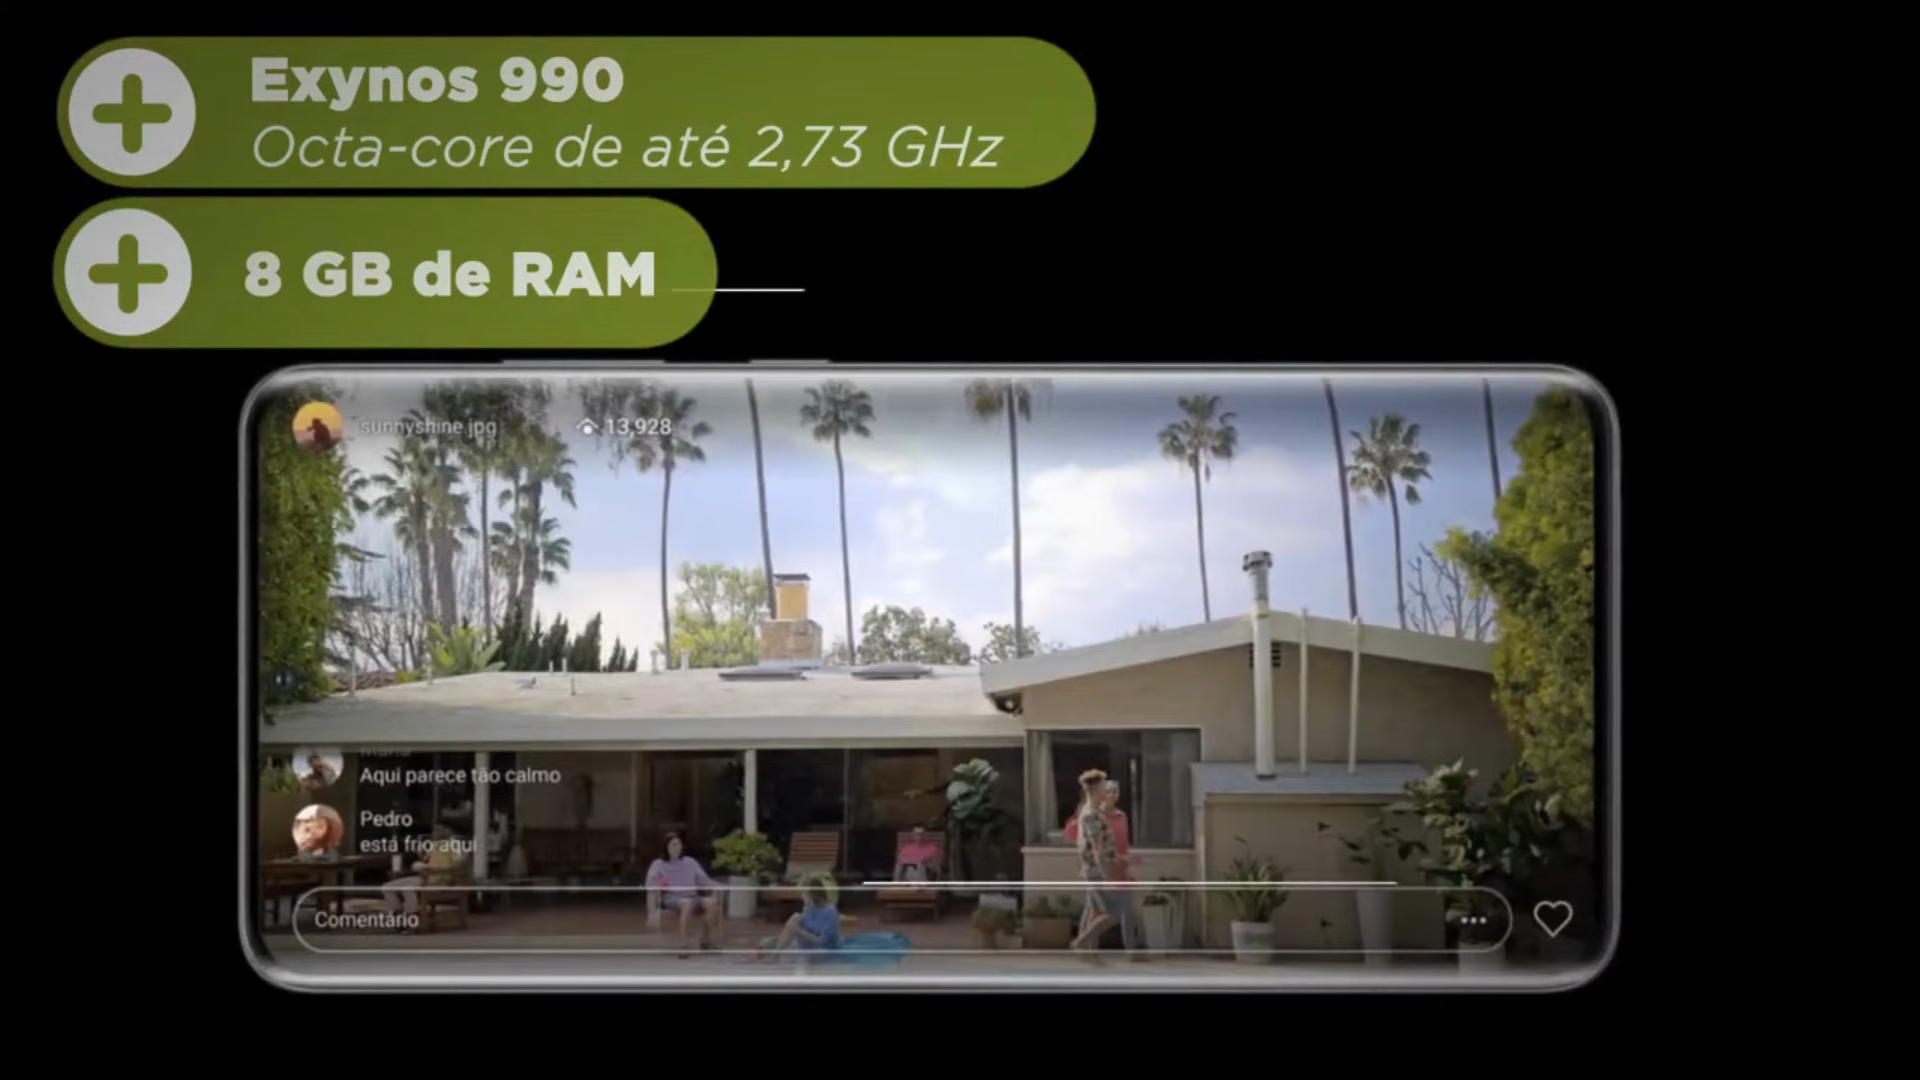 Exynos 990
Octa-core de até 2,73 GHz
8 GB de RAM
sunnyshine.jpg
13,928
Maria
Aqui parece tão calmo
Pedro
está frio aqui
Comentário